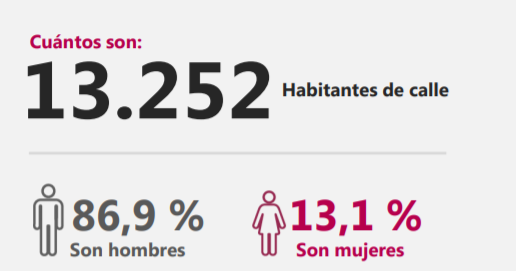 Cuántos son:
13.252 Habitantes de calle
86,9 % 13,1 %
Son hombres Son mujeres